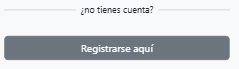 ¿no tienes cuenta?
Registrarse aquí